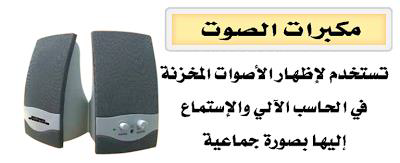 مكبرات الصوت
تستخدم لإظهار الأصوات المخزنة
في الحاسب الآلي والإستماع
إليها بصورة جماعية